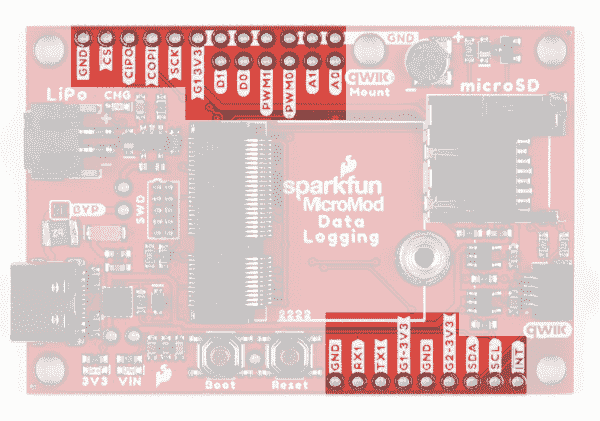 GND CS CIPO COPI SCK G13V3 D1 D0 PWM1 PWM0 A1 A0
GND
+
-
qwiic
Mount
microSD
LiPo
CHG
+
SWD
BYP
sparkfun
MicroMod
Data
Logging
2222
qwiic
GND RX1 TX1 G1-3V3 GND G2-3V3 SDA SCL INT
3V3 VIN
Boot Reset